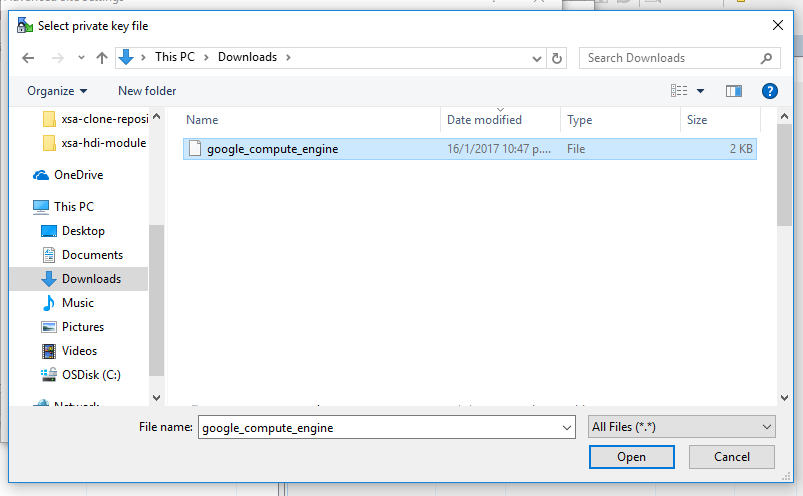 Select private key file
This PC > Downloads >
Search Downloads
Organize
New folder
Name
Date modified
Type
Size
xsa-clone-reposi
xsa-hdi-module
OneDrive
This PC
Desktop
Documents
Downloads
Music
Pictures
Videos
OSDisk (C:)
Network
google_compute_engine 16/1/2017 10:47 p.... File 2 KB
File name: google_compute_engine
All Files (*.*)
Open
Cancel